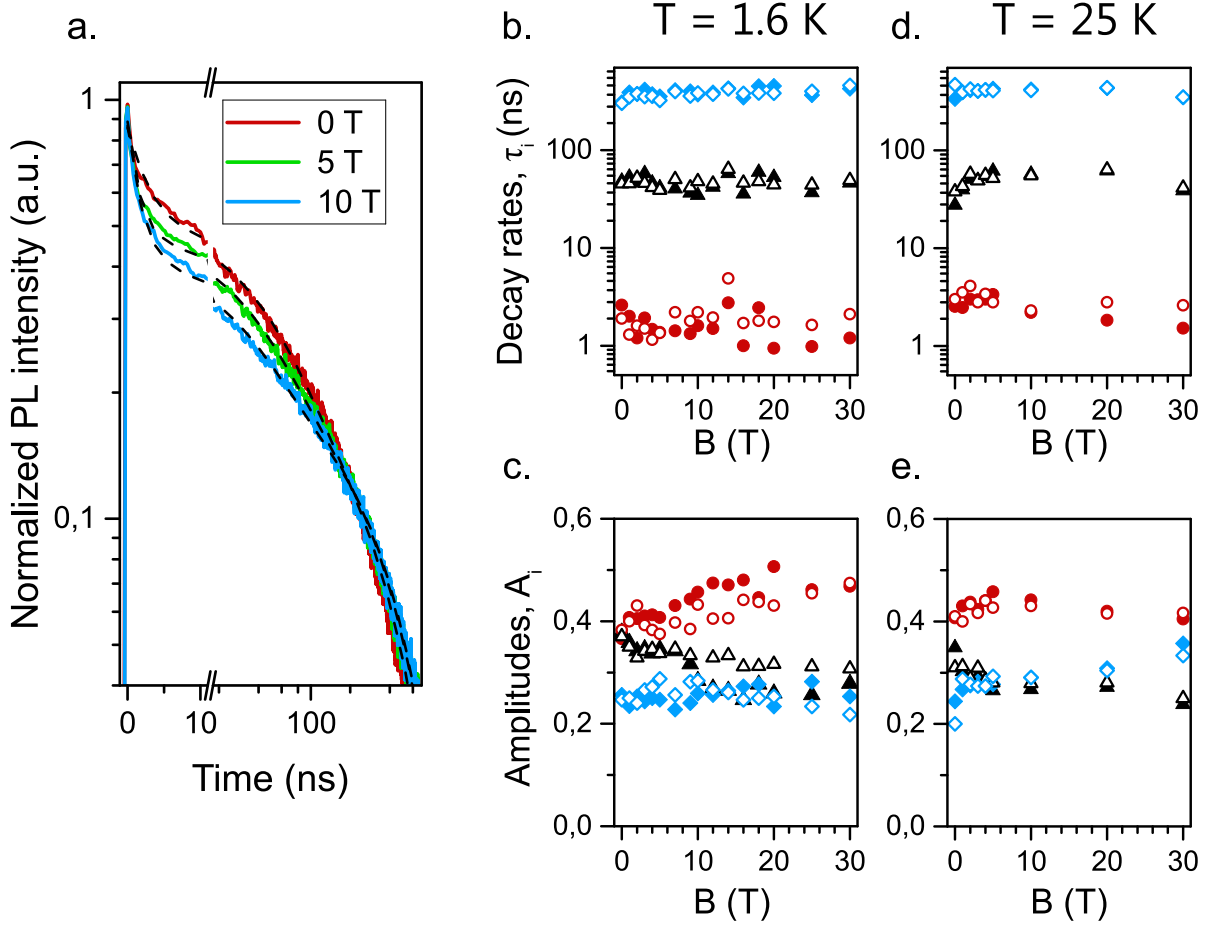 a.
b.
T = 1.6 K
d.
T = 25 K
Normalized PL intensity (a.u.)
1
0,1
0 T
5 T
10 T
0
10
100
Time (ns)
Decay rates, τi (ns)
100
10
1
0
10
20
30
B (T)
100
10
1
0
10
20
30
B (T)
c.
e.
Amplitudes, Ai
0,6
0,4
0,2
0,0
0
10
20
30
B (T)
0,6
0,4
0,2
0,0
0
10
20
30
B (T)